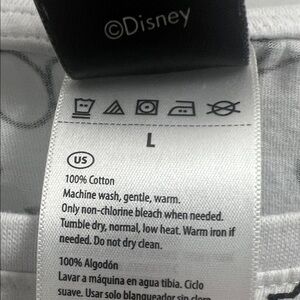 ©Disney
L
US
100% Cotton
Machine wash, gentle, warm.
Only non-chlorine bleach when needed.
Tumble dry, normal, low heat. Warm iron if
needed. Do not dry clean.
100% Algodón
Lavar a máquina en agua tibia. Ciclo
suave. Usar solo blanqueador sin cloro